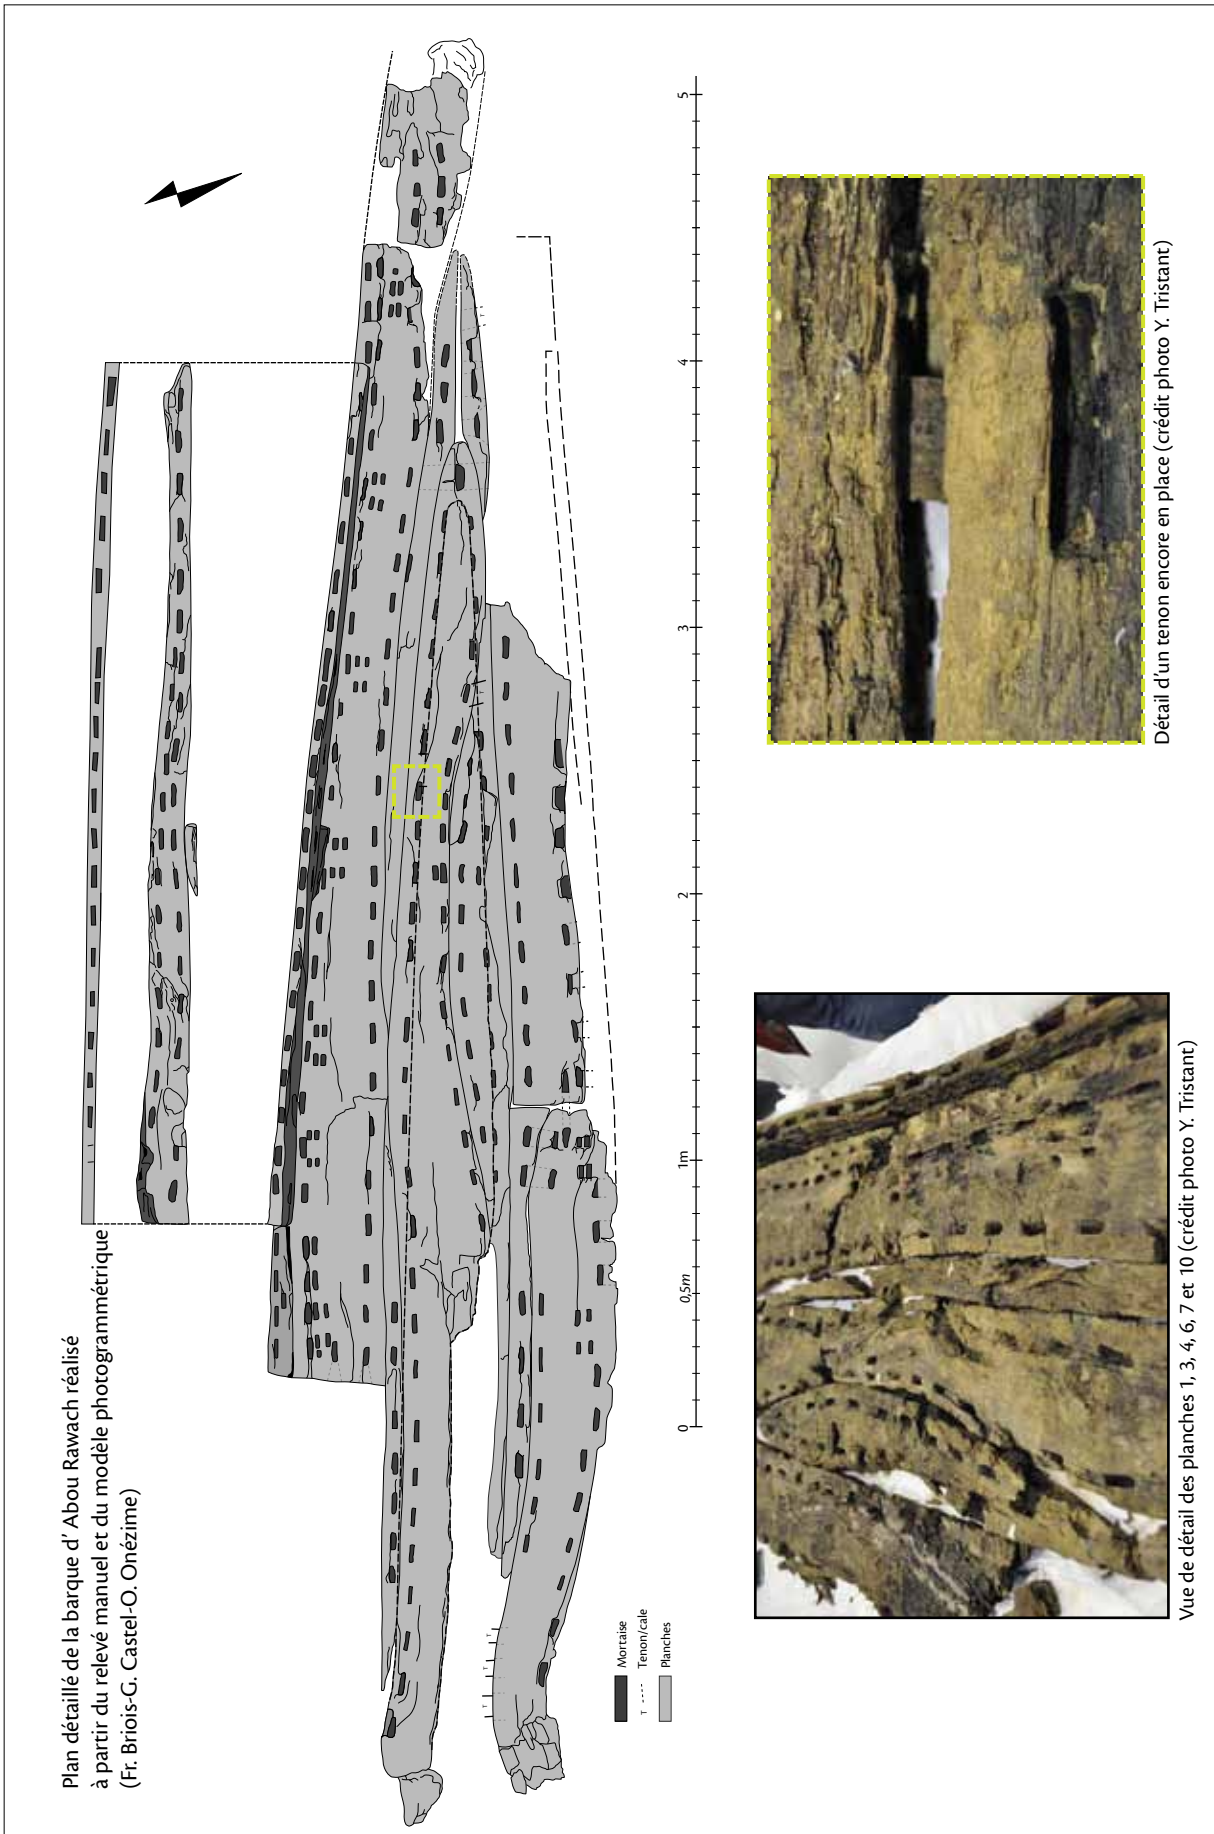 Plan détaillé de la barque d' Abou Rawach réalisé
à partir du relevé manuel et du modèle photogrammétrique
(Fr. Briois-G. Castel-O. Onézime)
Mortaise
T ---- Tenon/cale
Planches
0
0,5m
1m
2
3
4
5
Vue de détail des planches 1, 3, 4, 6, 7 et 10 (crédit photo Y. Tristant)
Détail d'un tenon encore en place (crédit photo Y. Tristant)